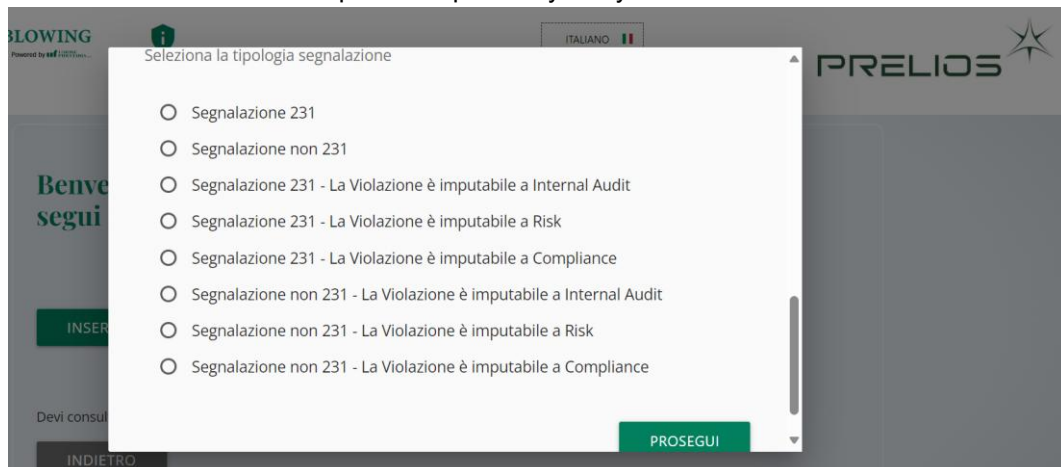 BLOWING
Powered by
ITALIANO
PRELIOS
Seleziona la tipologia segnalazione
Segnalazione 231
Segnalazione non 231
Segnalazione 231 - La Violazione è imputabile a Internal Audit
Segnalazione 231 - La Violazione è imputabile a Risk
Segnalazione 231 - La Violazione è imputabile a Compliance
Segnalazione non 231 - La Violazione è imputabile a Internal Audit
Segnalazione non 231 - La Violazione è imputabile a Risk
Segnalazione non 231 - La Violazione è imputabile a Compliance
PROSEGUI
Benve
segui
INSER
Devi consul
INDIETRO